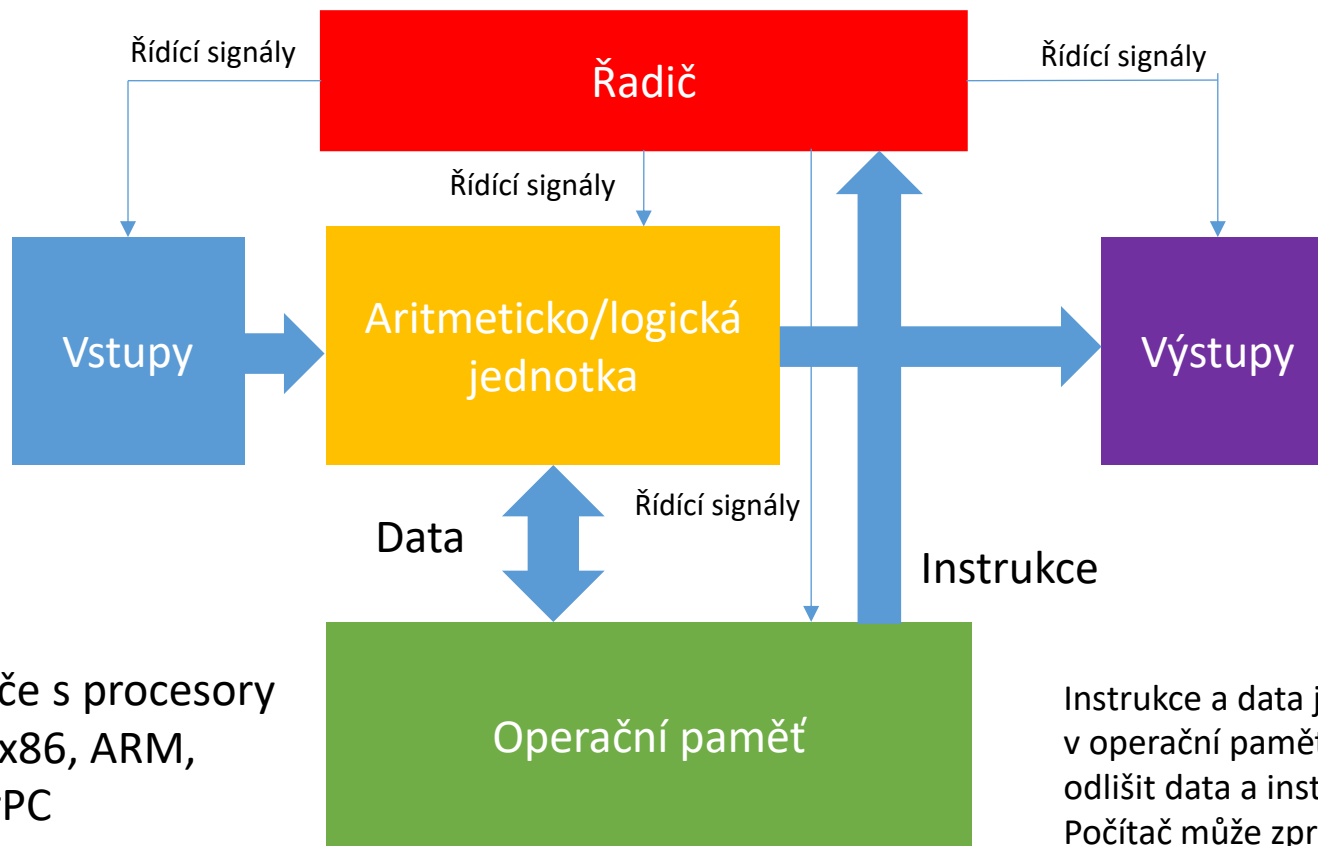 Řídící signály
Řadič
Řídící signály
Řídící signály
Vstupy
Aritmeticko/logická
jednotka
Výstupy
Data
Řídící signály
Instrukce
če s procesory
x86, ARM,
PC
Operační paměť
Instrukce a data j
v operační pamět
odlišit data a inst
Počítač může zpr